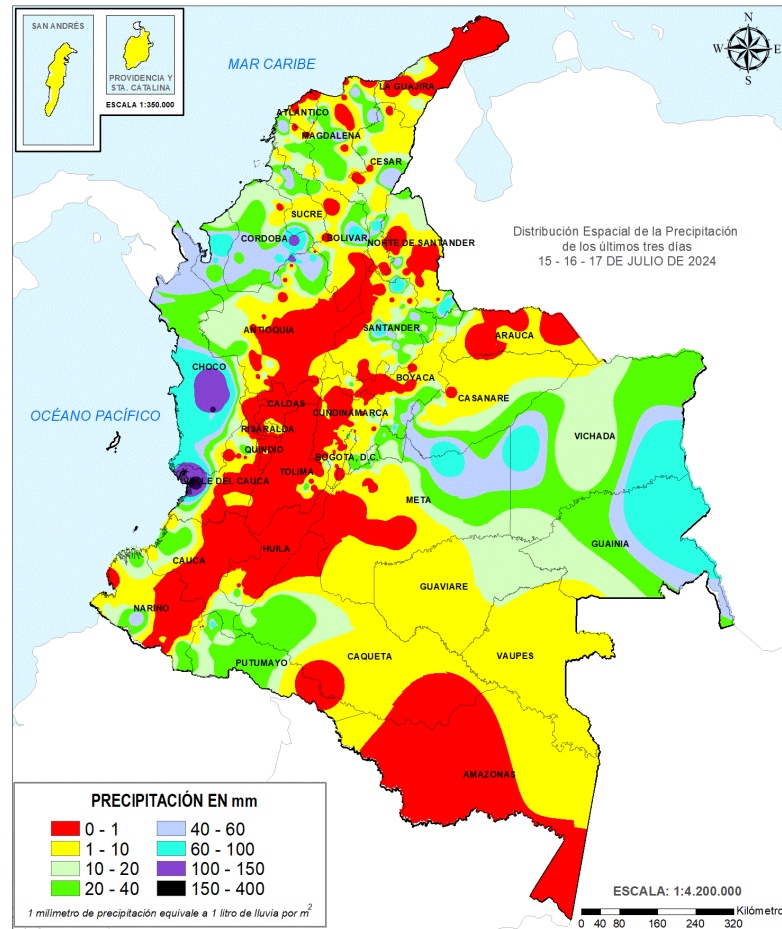 SAN ANDRÉS
PROVIDENCIA Y
STA. CATALINA
ESCALA 1:350.000
MAR CARIBE
N
W
E
S
LA GUAJIRA
ATLANTICO
MAGDALENA
CESAR
SUCRE
CORDOBA
BOLIVAR
NORTE DE SANTANDER
Distribución Espacial de la Precipitación
de los últimos tres días
15 - 16 - 17 DE JULIO DE 2024
ANTIOQUIA
SANTANDER
ARAUCA
CHOCO
BOYACA
CASANARE
OCÉANO PACÍFICO
CALDAS
CUNDINAMARCA
RISARALDA
VICHADA
QUINDIO
BOGOTA, D.C.
TOLIMA
VALLE DEL CAUCA
META
GUAINIA
HUILA
CAUCA
GUAVIARE
NARIÑO
CAQUETA
VAUPES
PUTUMAYO
AMAZONAS
PRECIPITACIÓN EN mm
0 - 1
40 - 60
1 - 10
60 - 100
10 - 20
100 - 150
20 - 40
150 - 400
1 milímetro de precipitación equivale a 1 litro de lluvia por m²
ESCALA: 1:4.200.000
Kilómetro
0 40 80 160 240 320